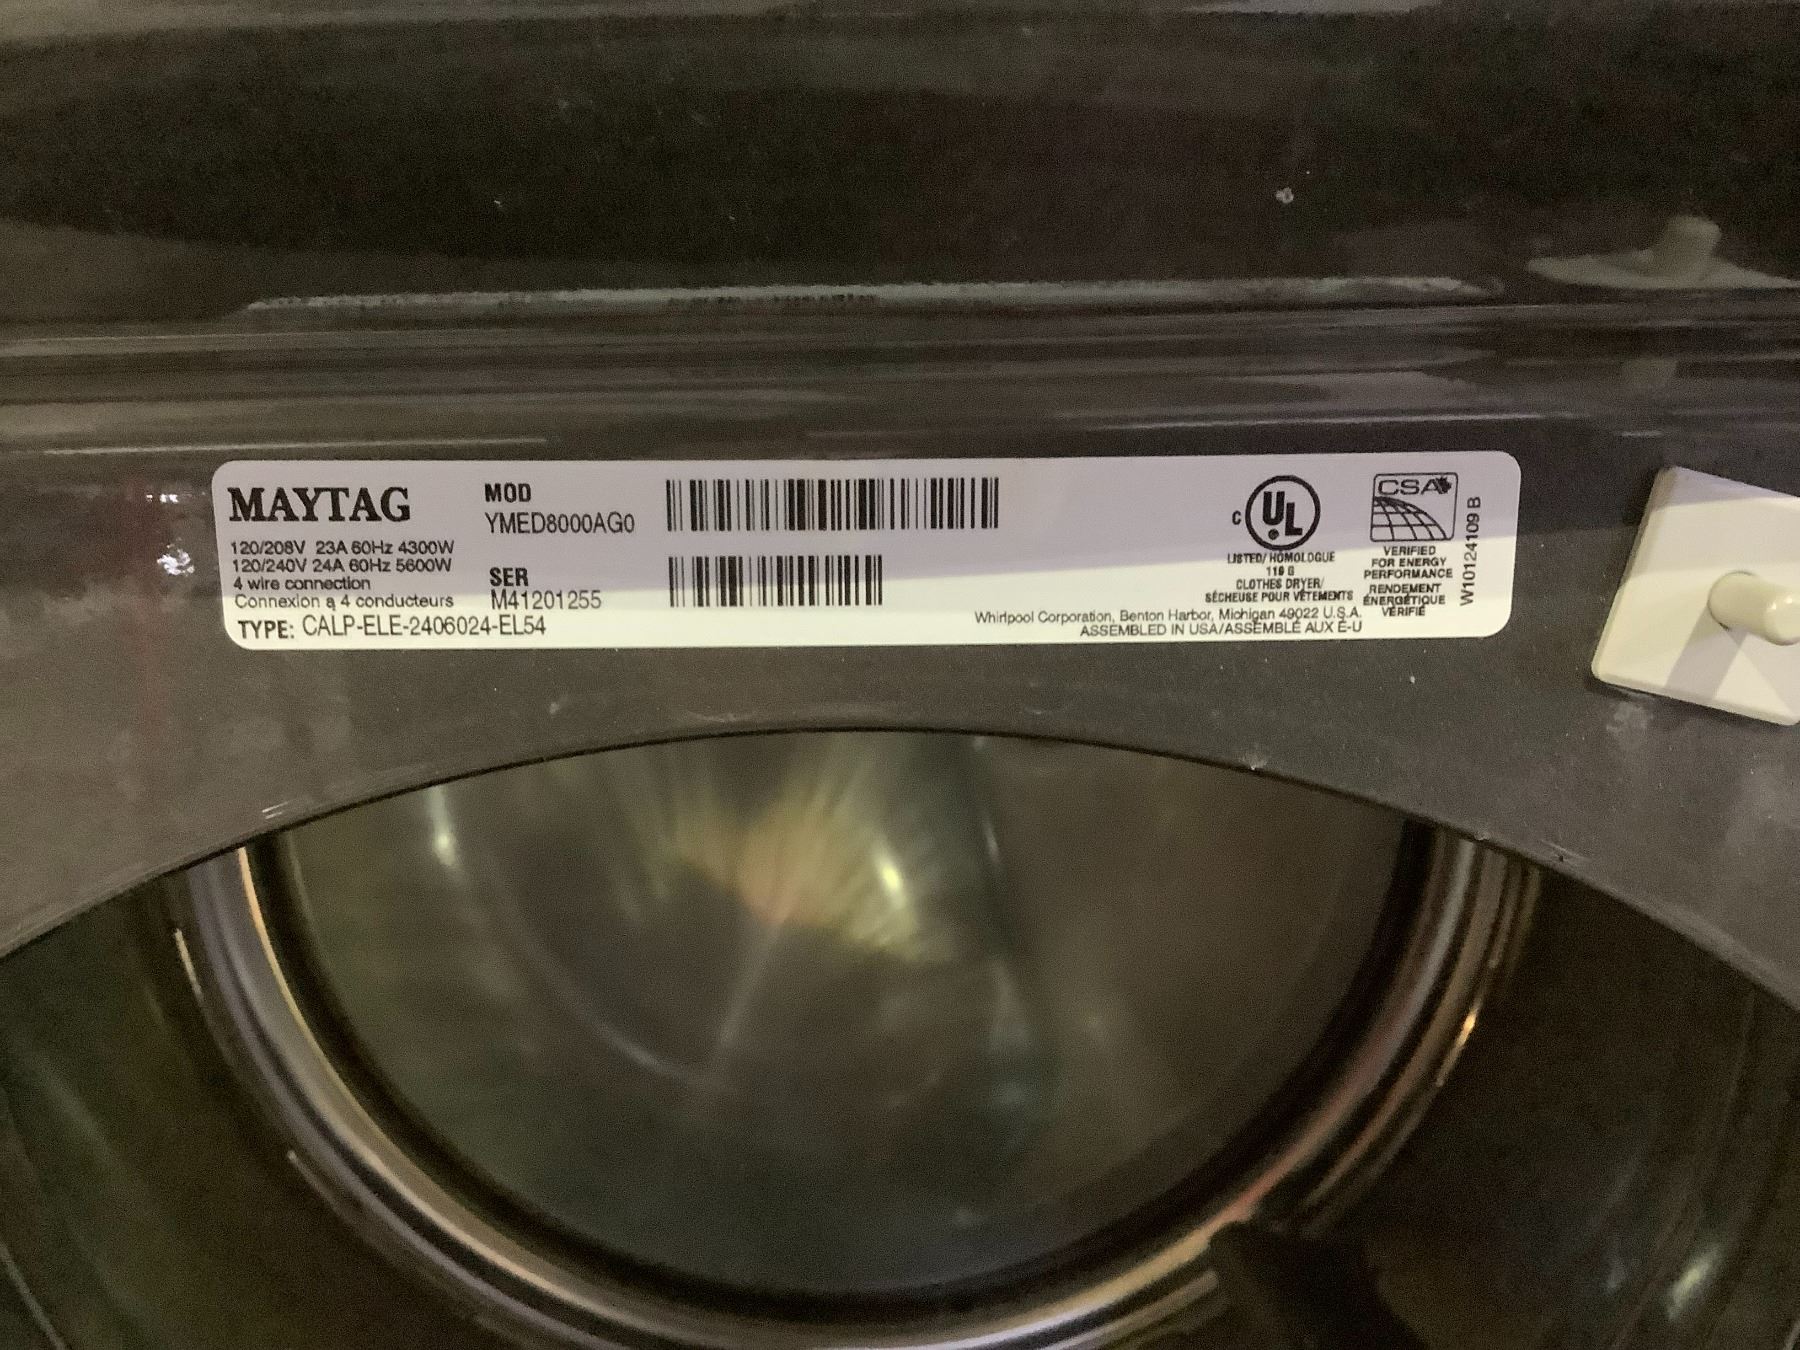 MAYTAG
120/208V 23A 60Hz 4300W
120/240V 24A 60Hz 5600W
4 wire connection
Connexion a 4 conducteurs
TYPE: CALP-ELE-2406024-EL54
MOD
YMED8000AG0
SER
M41201255
C UL
LISTED/HOMOLOGUE
CLOTHES DRYER/
SÉCHEUSE POUR VÊTEMENTS
CSA
VERIFIED
FOR ENERGY
PERFORMANCE
RENDEMENT
ÉNERGÉTIQUE
VÉRIFIÉ
W10124109 B
Whirlpool Corporation, Benton Harbor, Michigan 49022 U.S.A.
ASSEMBLED IN USA/ASSEMBLÉ AUX É-U